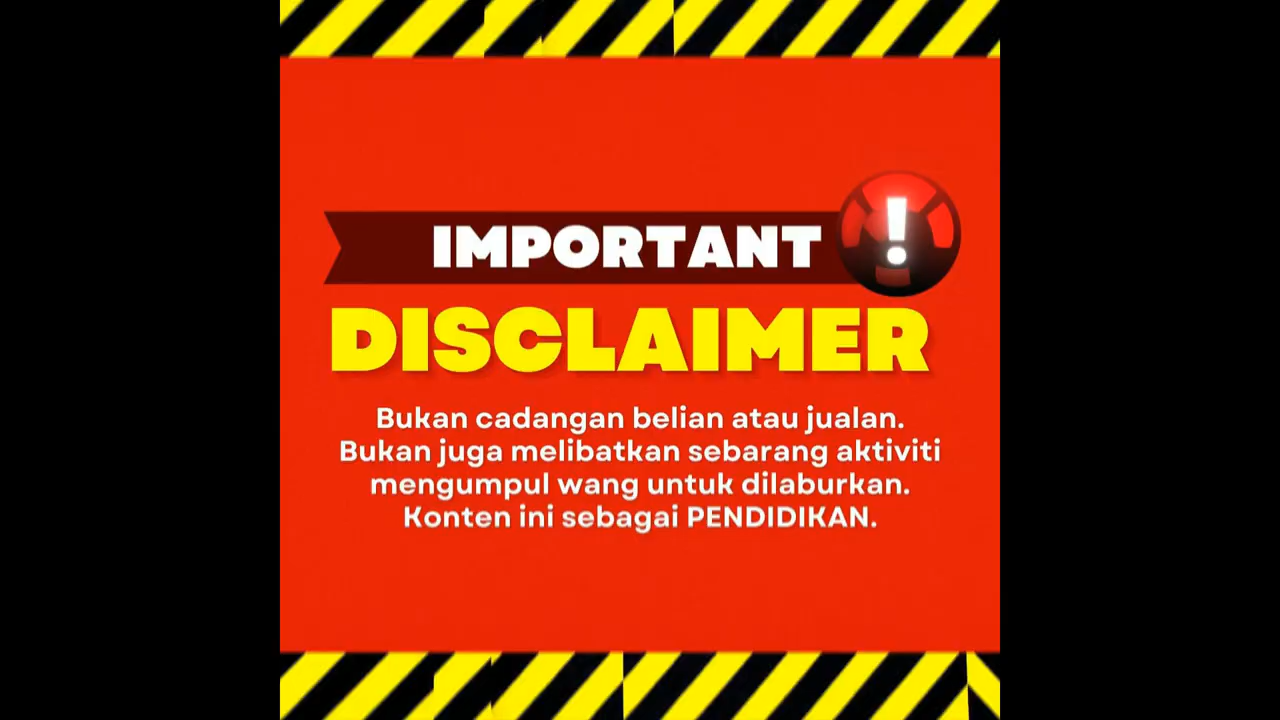 IMPORTANT
DISCLAIMER
Bukan cadangan belian atau jualan.
Bukan juga melibatkan sebarang aktiviti
mengumpul wang untuk dilaburkan.
Konten ini sebagai PENDIDIKAN.